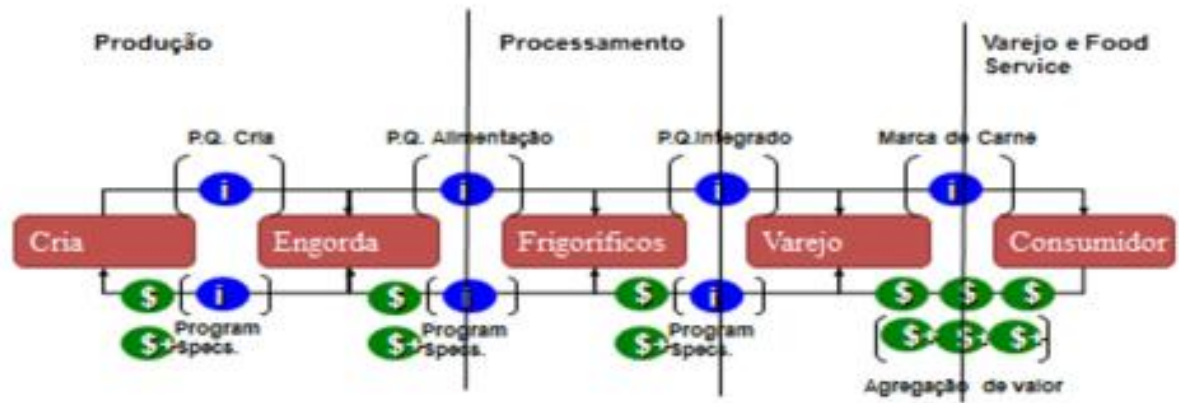 Produção
Processamento
Varejo e Food
Service
P.Q. Cria
P.Q. Alimentação
P.Q.Integrado
Marca de Carne
i
i
i
i
Cria
Engorda
Frigoríficos
Varejo
Consumidor
$
i
$
i
$
i
$
$
$
$+
Program
Specs.
$+
Program
Specs.
$+
Program
Specs.
$+
$+
$+
Agregação de valor